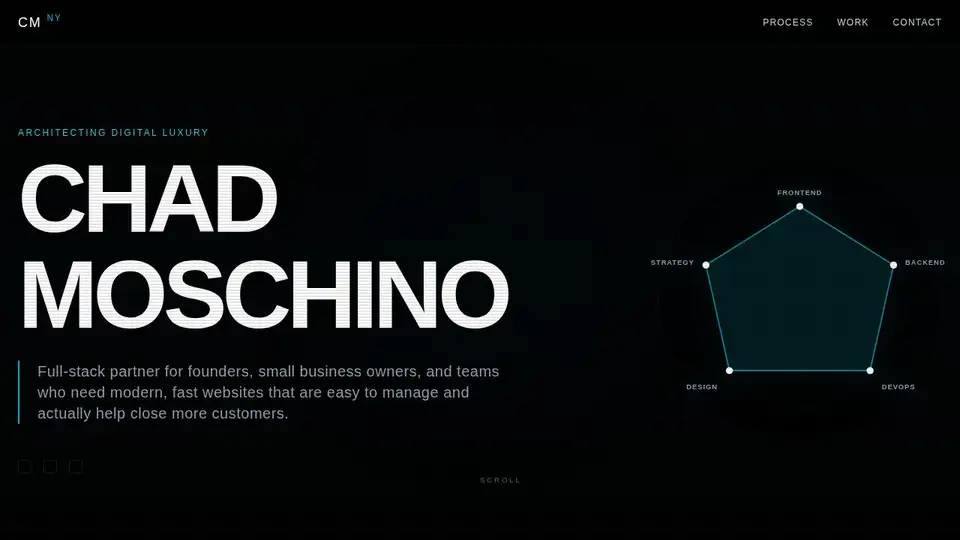 CM NY
PROCESS WORK CONTACT
ARCHITECTING DIGITAL LUXURY
CHAD
MOSCHINO
Full-stack partner for founders, small business owners, and teams
who need modern, fast websites that are easy to manage and
actually help close more customers.
FRONTEND
STRATEGY
BACKEND
DESIGN
DEVOPS
SCROLL